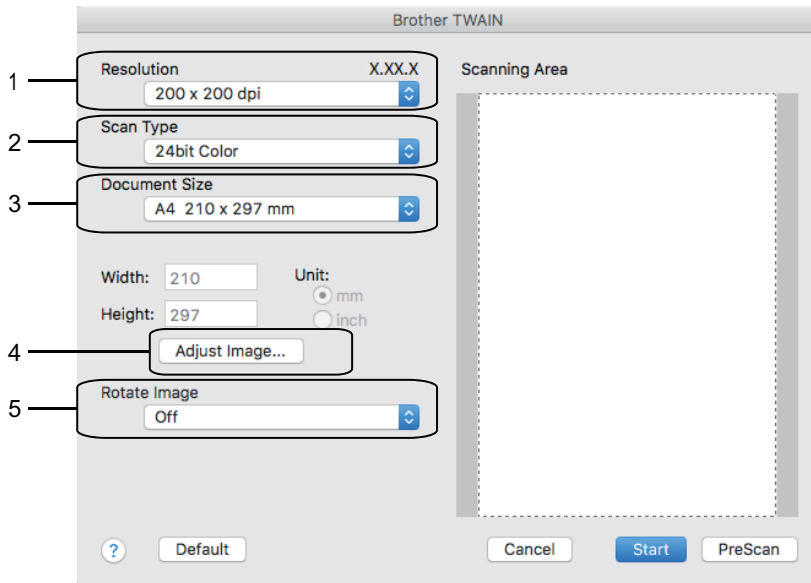 Brother TWAIN
1
Resolution X.XX.X
200 x 200 dpi
2
Scan Type
24bit Color
3
Document Size
A4 210 x 297 mm
Width: 210 Unit:
mm
Height: 297
inch
4
Adjust Image...
5
Rotate Image
Off
Scanning Area
? Default Cancel Start PreScan